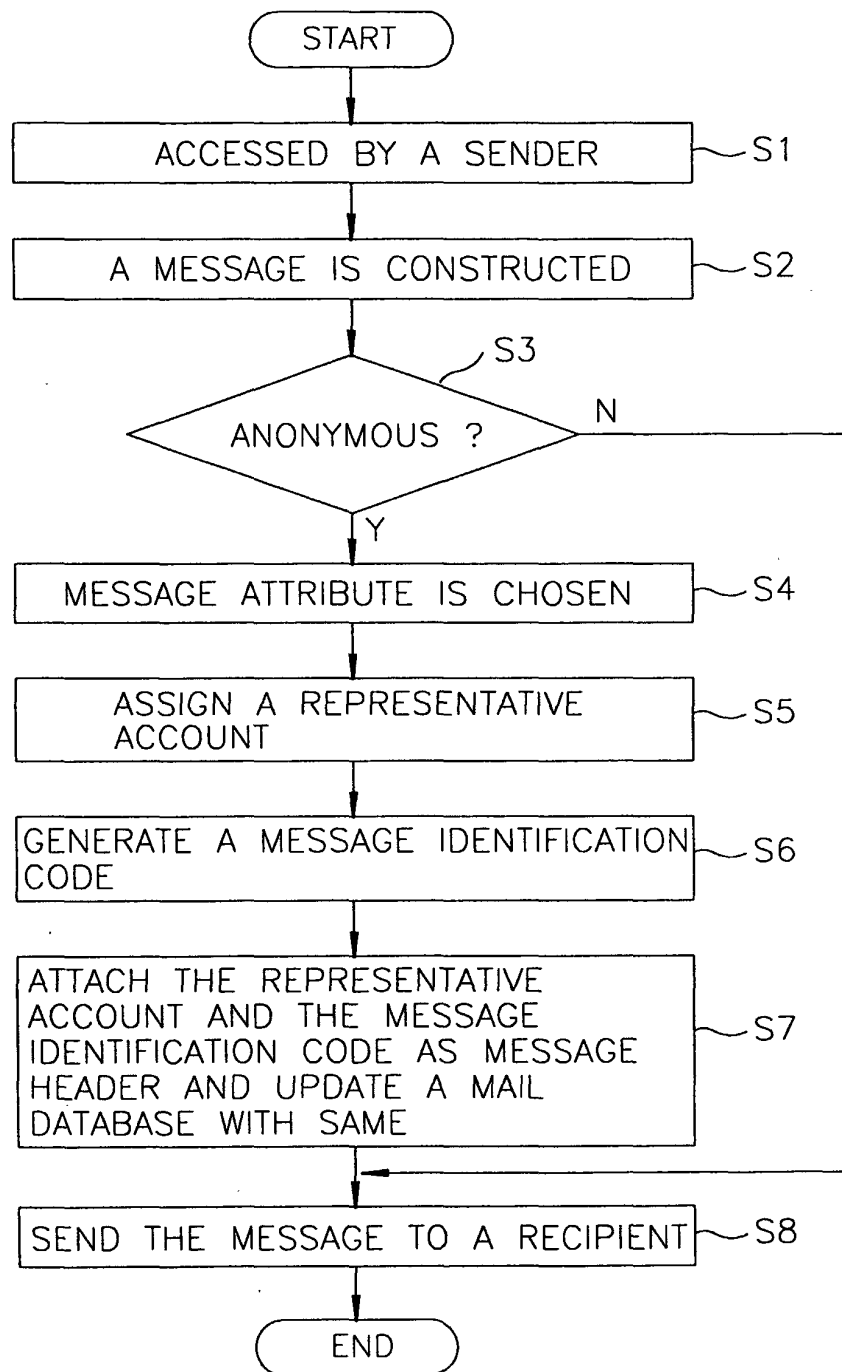 START
ACCESSED BY A SENDER
S1
A MESSAGE IS CONSTRUCTED
S2
S3
ANONYMOUS ?
N
Y
MESSAGE ATTRIBUTE IS CHOSEN
S4
ASSIGN A REPRESENTATIVE
ACCOUNT
S5
GENERATE A MESSAGE IDENTIFICATION
CODE
S6
ATTACH THE REPRESENTATIVE
ACCOUNT AND THE MESSAGE
IDENTIFICATION CODE AS MESSAGE
HEADER AND UPDATE A MAIL
DATABASE WITH SAME
S7
SEND THE MESSAGE TO A RECIPIENT
S8
END